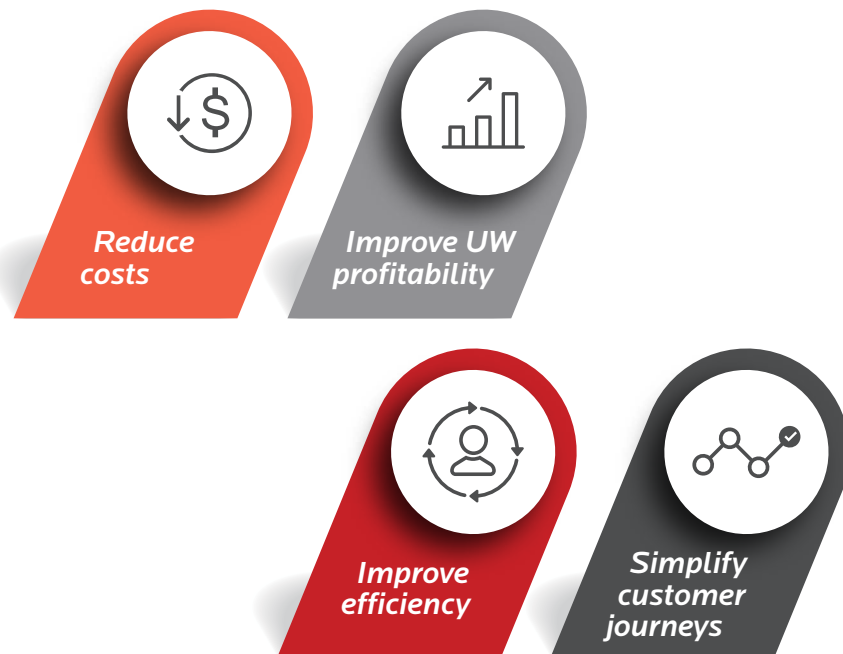 Reduce
costs
Improve UW
profitability
Improve
efficiency
Simplify
customer
journeys